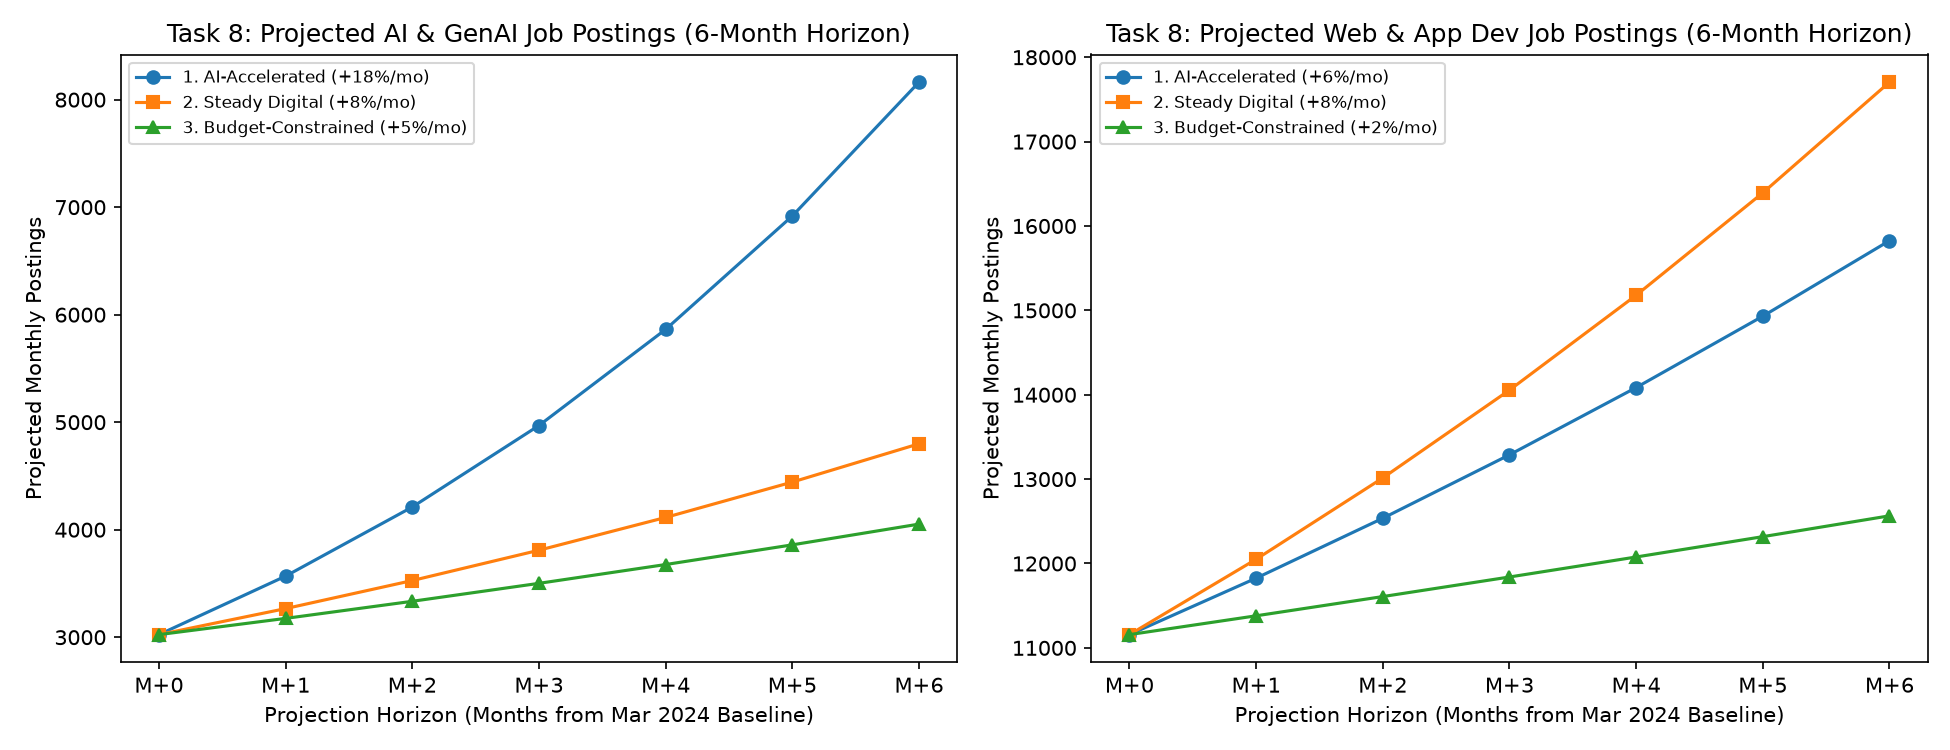 Task 8: Projected AI & GenAI Job Postings (6-Month Horizon)
1. AI-Accelerated (+18%/mo)
2. Steady Digital (+8%/mo)
3. Budget-Constrained (+5%/mo)
Projected Monthly Postings
8000
7000
6000
5000
4000
3000
M+0 M+1 M+2 M+3 M+4 M+5 M+6
Projection Horizon (Months from Mar 2024 Baseline)
Task 8: Projected Web & App Dev Job Postings (6-Month Horizon)
1. AI-Accelerated (+6%/mo)
2. Steady Digital (+8%/mo)
3. Budget-Constrained (+2%/mo)
Projected Monthly Postings
18000
17000
16000
15000
14000
13000
12000
11000
M+0 M+1 M+2 M+3 M+4 M+5 M+6
Projection Horizon (Months from Mar 2024 Baseline)